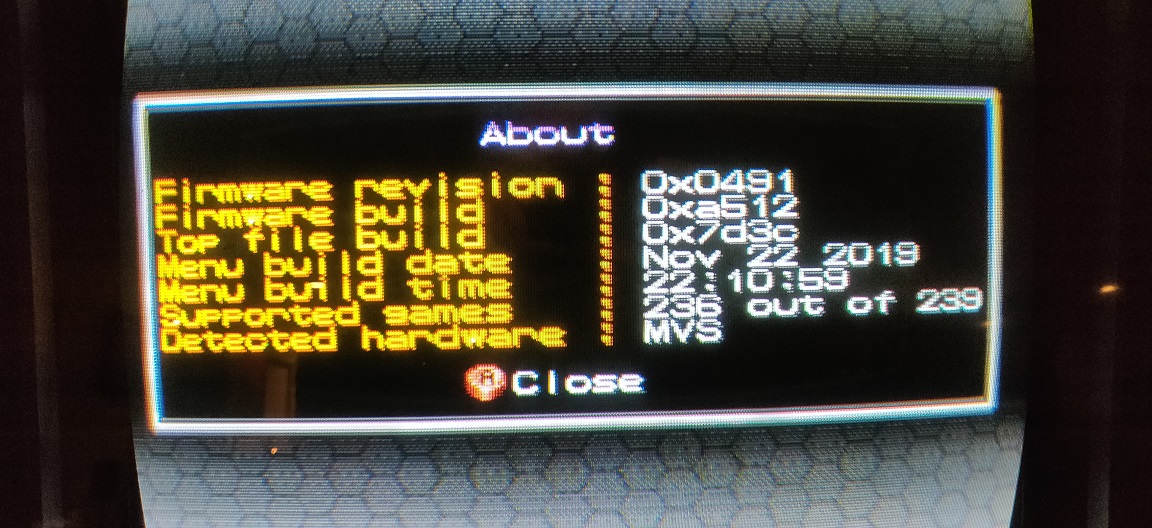 About
Firmware revision : 0x0491
Firmware build : 0xa512
Top file build : 0x7d3c
Menu build date : Nov 22 2019
Menu build time : 22:10:59
Supported games : 236 out of 239
Detected hardware : MVS
A Close